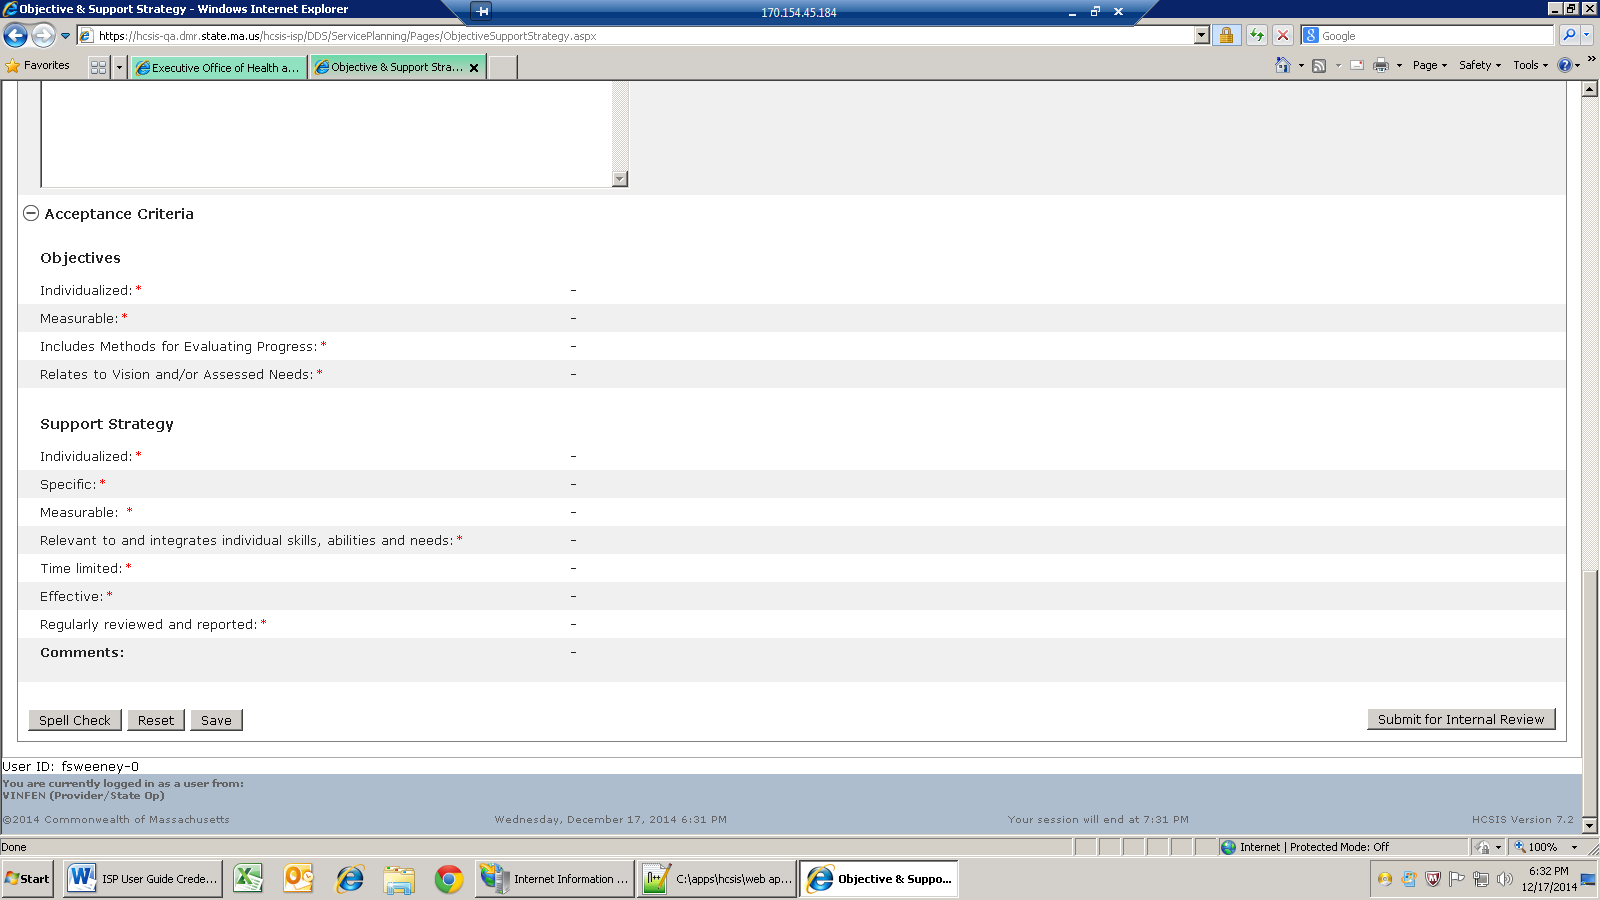 Objective & Support Strategy - Windows Internet Explorer
170.154.45.184
https://hcsis-qa.dmr.state.ma.us/hcsis-isp/DDS/ServicePlanning/Pages/ObjectiveSupportStrategy.aspx
Google
Favorites
Executive Office of Health a...
Objective & Support Stra...
Page
Safety
Tools
Acceptance Criteria
Objectives
Individualized:* -
Measurable:* -
Includes Methods for Evaluating Progress:* -
Relates to Vision and/or Assessed Needs:* -
Support Strategy
Individualized:* -
Specific:* -
Measurable: * -
Relevant to and integrates individual skills, abilities and needs:* -
Time limited:* -
Effective:* -
Regularly reviewed and reported:* -
Comments: -
Spell Check Reset Save Submit for Internal Review
User ID: fsweeney-0
You are currently logged in as a user from:
VINFEN (Provider/State Op)
©2014 Commonwealth of Massachusetts Wednesday, December 17, 2014 6:31 PM Your session will end at 7:31 PM HCSIS Version 7.2
Done Internet | Protected Mode: Off 100%
Start ISP User Guide Crede... Internet Information ... C:\apps\hcsis\web ap... Objective & Suppo...
6:32 PM
12/17/2014